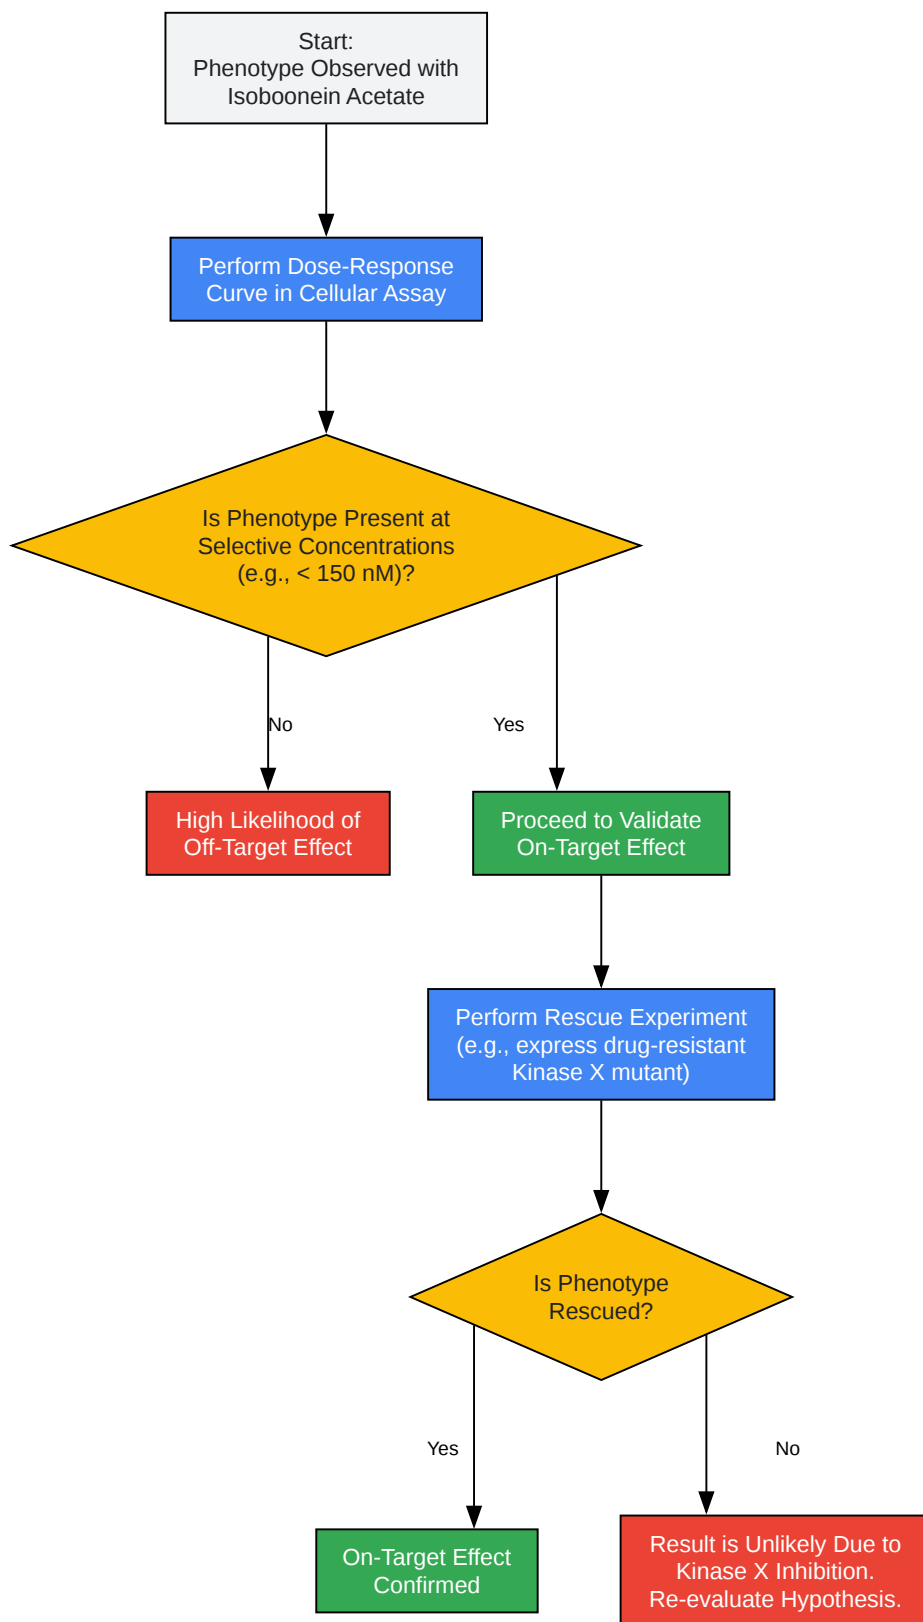 Start:
Phenotype Observed with
Isoboonein Acetate
Perform Dose-Response
Curve in Cellular Assay
Is Phenotype Present at
Selective Concentrations
(e.g., < 150 nM)?
No
Yes
High Likelihood of
Off-Target Effect
Proceed to Validate
On-Target Effect
Perform Rescue Experiment
(e.g., express drug-resistant
Kinase X mutant)
Is Phenotype
Rescued?
Yes
No
On-Target Effect
Confirmed
Result is Unlikely Due to
Kinase X Inhibition.
Re-evaluate Hypothesis.